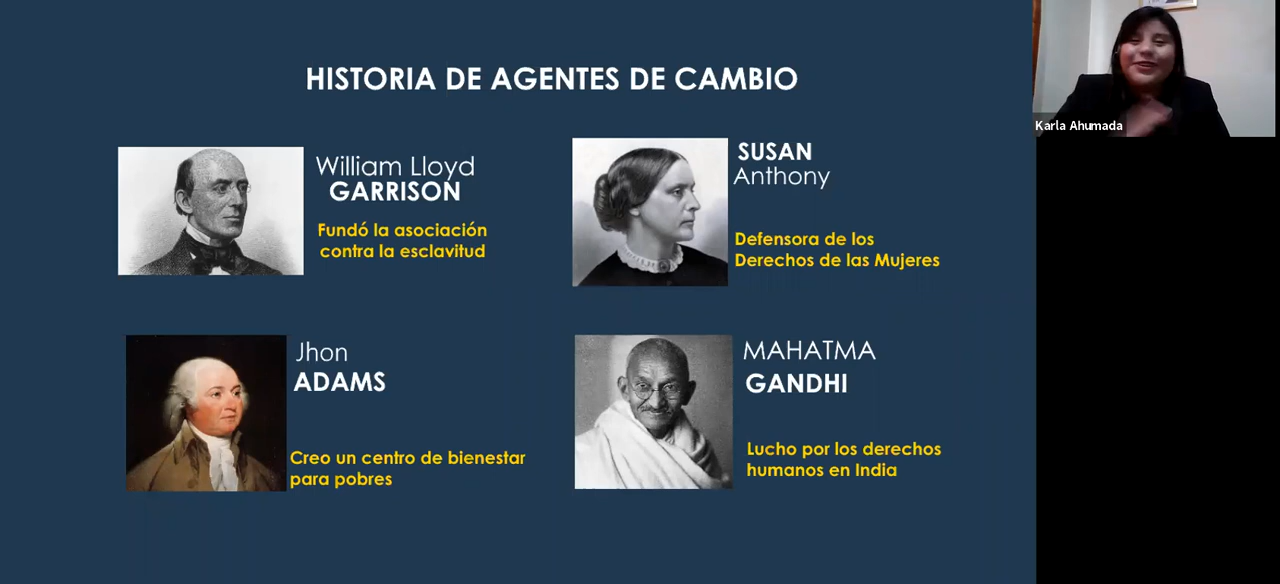 HISTORIA DE AGENTES DE CAMBIO
William Lloyd
GARRISON
Fundó la asociación
contra la esclavitud
SUSAN
Anthony
Defensora de los
Derechos de las Mujeres
Jhon
ADAMS
Creo un centro de bienestar
para pobres
MAHATMA
GANDHI
Lucho por los derechos
humanos en India
Karla Ahumada